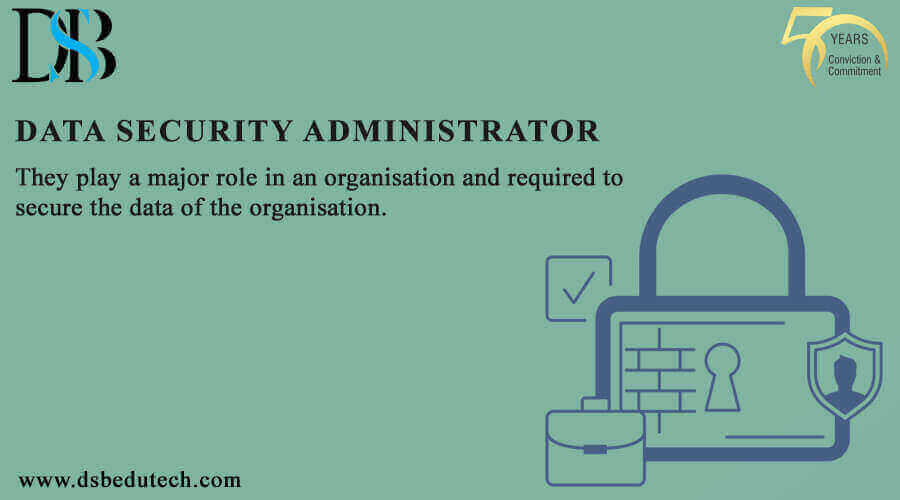 DSB
50 YEARS
Conviction &
Commitment
DATA SECURITY ADMINISTRATOR
They play a major role in an organisation and required to
secure the data of the organisation.
www.dsbedutech.com